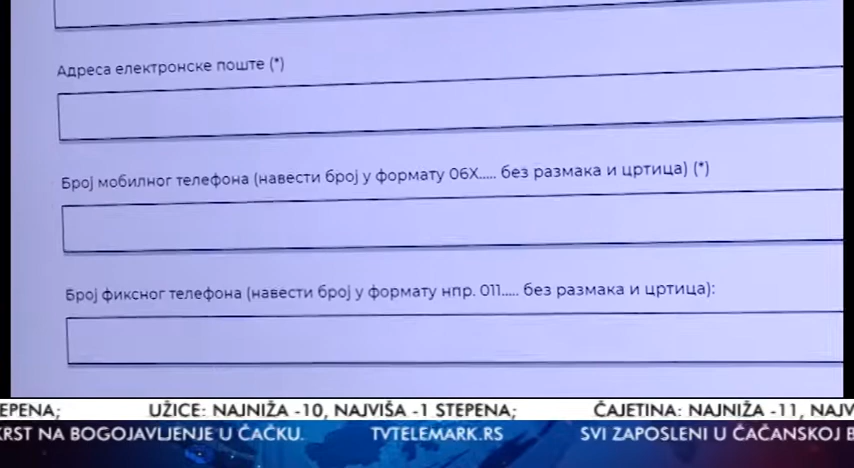 Адреса електронске поште (*)
Број мобилног телефона (навести број у формату 06X..... без размака и цртица) (*)
Број фиксног телефона (навести број у формату нпр. 011..... без размака и цртица):
UŽICE: NAJNIŽA -10, NAJVIŠA -1 STEPENA; ČAJETINA: NAJNIŽA -11,
KRST NA BOGOJAVLJENJE U ČAČKU. TVTELEMARK.RS SVI ZAPOSLENI U ČAČANSKOJ